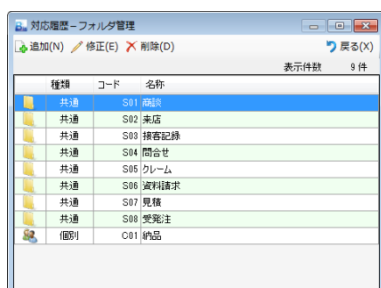 対応履歴－フォルダ管理
追加(N) 修正(E) 削除(D) 戻る(X)
表示件数 9 件
種類 コード 名称
共通 S01 商談
共通 S02 来店
共通 S03 接客記録
共通 S04 問合せ
共通 S05 クレーム
共通 S06 資料請求
共通 S07 見積
共通 S08 受発注
個別 C01 納品